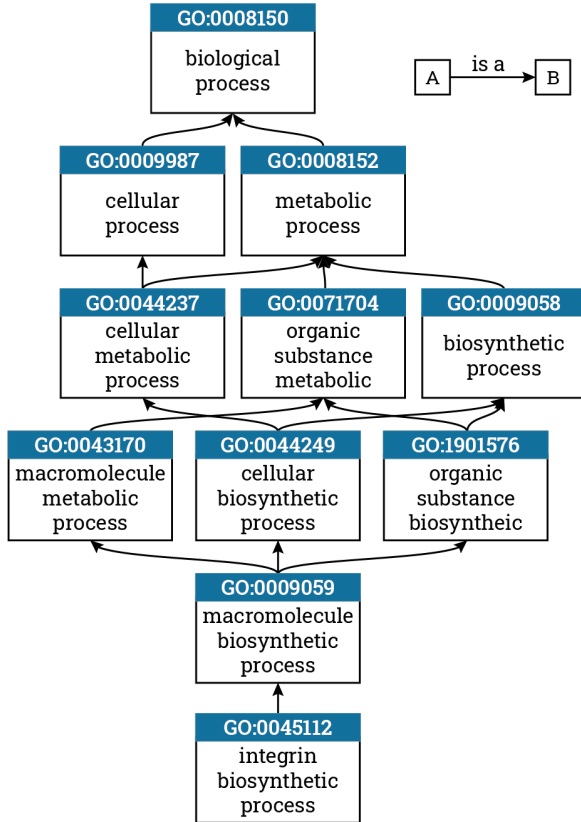 GO:0008150
biological
process
is a
A
B
GO:0009987
cellular
process
GO:0008152
metabolic
process
GO:0044237
cellular
metabolic
process
GO:0071704
organic
substance
metabolic
GO:0009058
biosynthetic
process
GO:0043170
macromolecule
metabolic
process
GO:0044249
cellular
biosynthetic
process
GO:1901576
organic
substance
biosyntheic
GO:0009059
macromolecule
biosynthetic
process
GO:0045112
integrin
biosynthetic
process